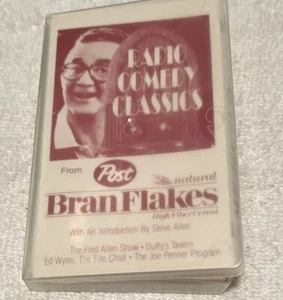 RADIO
COMEDY
CLASSICS
From Post natural
Bran Flakes
High Fiber Cereal
With An Introduction By Steve Allen
The Fred Allen Show • Duffy's Tavern
Ed Wynn, The Fire Chief • The Joe Penner Program